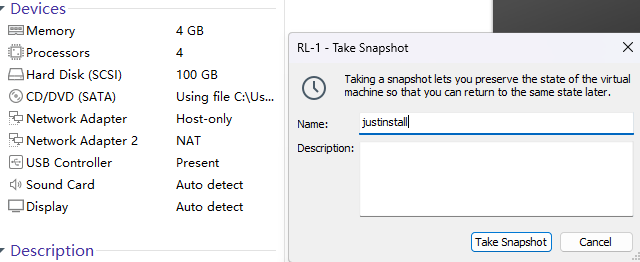 Devices
Memory 4 GB
Processors 4
Hard Disk (SCSI) 100 GB
CD/DVD (SATA) Using file C:\Us...
Network Adapter Host-only
Network Adapter 2 NAT
USB Controller Present
Sound Card Auto detect
Display Auto detect
Description
RL-1 - Take Snapshot
Taking a snapshot lets you preserve the state of the virtual
machine so that you can return to the same state later.
Name: justinstall
Description:
Take Snapshot Cancel